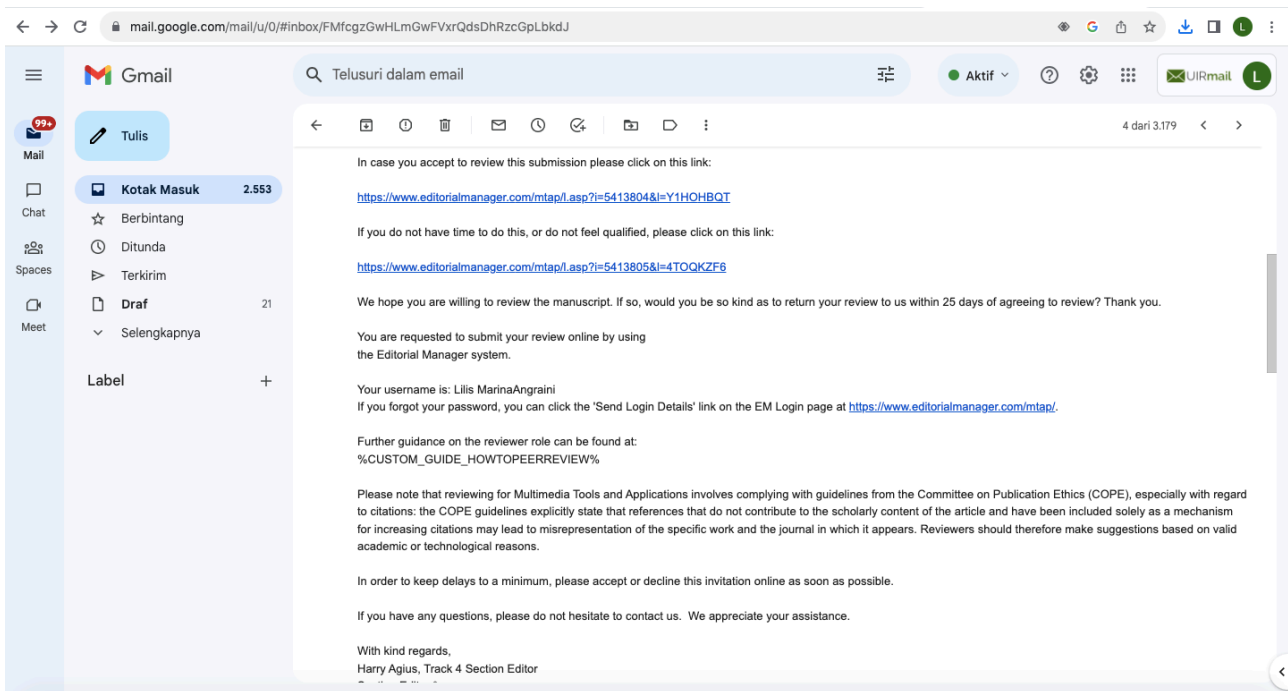 mail.google.com/mail/u/0/#inbox/FMfcgzGwHLmGwFVxrQdsDhRzcGpLbkdJ
G
L
Gmail
Telusuri dalam email
Aktif
UIRmail
L
99+
Mail
Chat
Spaces
Meet
Tulis
Kotak Masuk 2.553
Berbintang
Ditunda
Terkirim
Draf 21
Selengkapnya
Label
4 dari 3.179
In case you accept to review this submission please click on this link:
https://www.editorialmanager.com/mtap/l.asp?i=5413804&l=Y1HOHBQT
If you do not have time to do this, or do not feel qualified, please click on this link:
https://www.editorialmanager.com/mtap/l.asp?i=5413805&l=4TOQKZF6
We hope you are willing to review the manuscript. If so, would you be so kind as to return your review to us within 25 days of agreeing to review? Thank you.
You are requested to submit your review online by using
the Editorial Manager system.
Your username is: Lilis MarinaAngraini
If you forgot your password, you can click the 'Send Login Details' link on the EM Login page at https://www.editorialmanager.com/mtap/.
Further guidance on the reviewer role can be found at:
%CUSTOM_GUIDE_HOWTOPEERREVIEW%
Please note that reviewing for Multimedia Tools and Applications involves complying with guidelines from the Committee on Publication Ethics (COPE), especially with regard
to citations: the COPE guidelines explicitly state that references that do not contribute to the scholarly content of the article and have been included solely as a mechanism
for increasing citations may lead to misrepresentation of the specific work and the journal in which it appears. Reviewers should therefore make suggestions based on valid
academic or technological reasons.
In order to keep delays to a minimum, please accept or decline this invitation online as soon as possible.
If you have any questions, please do not hesitate to contact us.  We appreciate your assistance.
With kind regards,
Harry Agius, Track 4 Section Editor